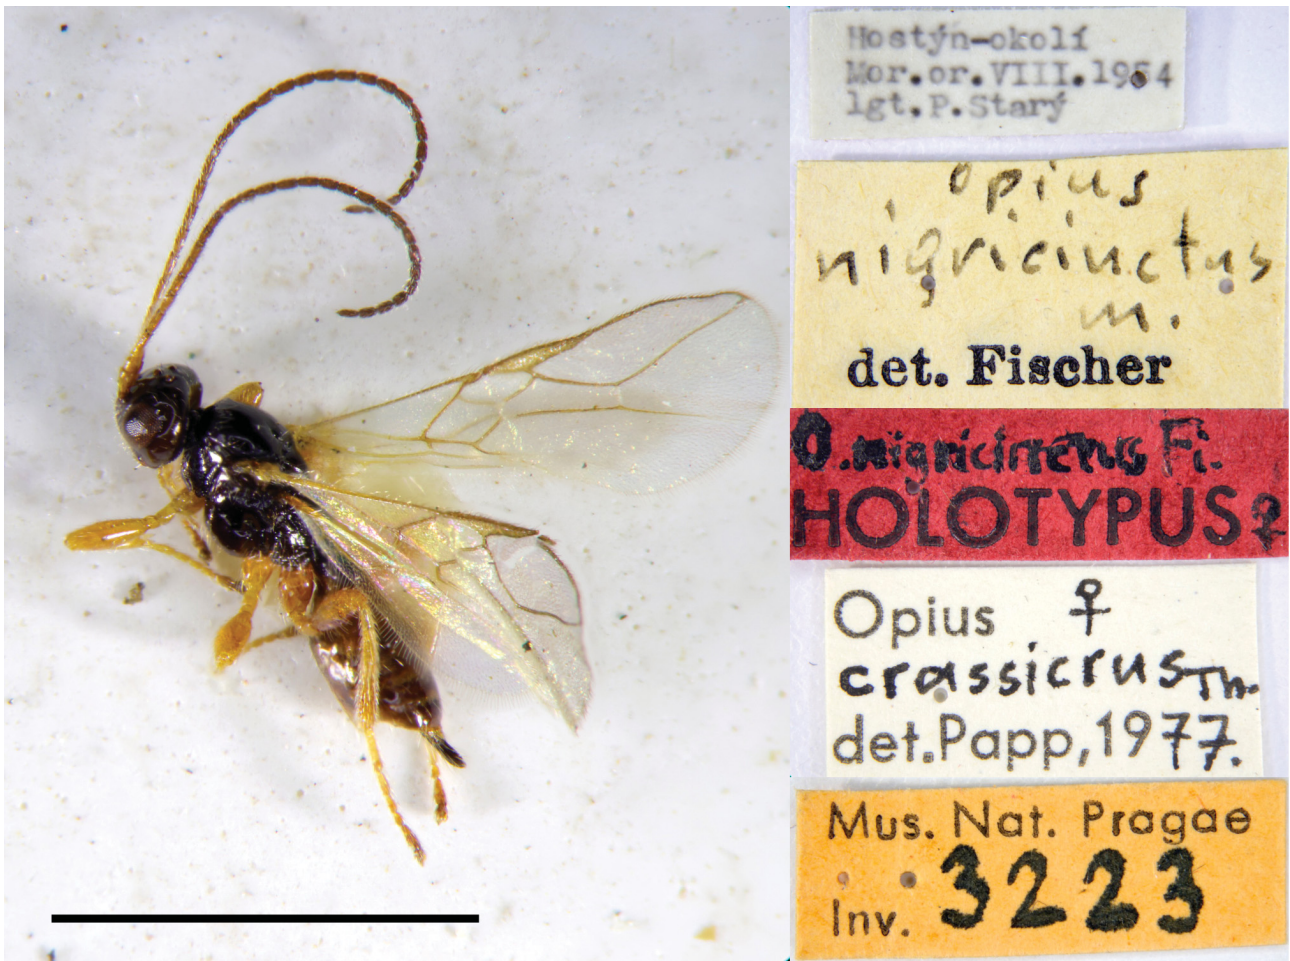 Hostýn-okolí
Mor.or.VIII.1954
lgt.P.Starý
Opius
nigricinctus
m.
det. Fischer
O.nigricinctus Fi.
HOLOTYPUS♀
Opius ♀
crassicrus Th.
det.Papp, 1977.
Mus. Nat. Pragae
Inv. 3223